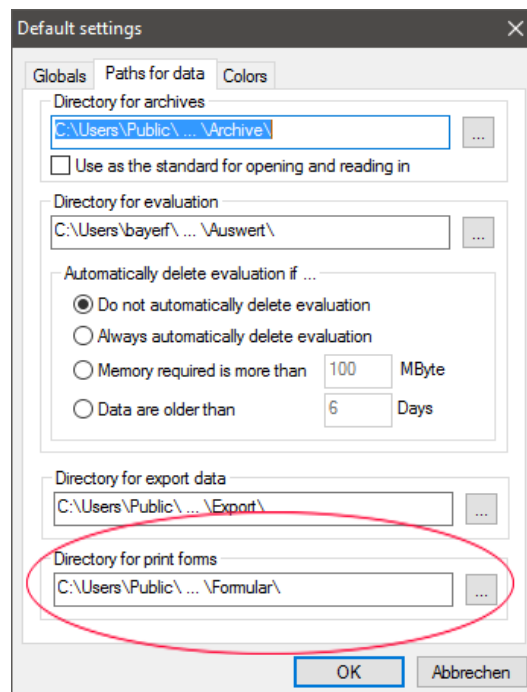 Default settings
Globals Paths for data Colors
Directory for archives
C:\Users\Public\ ... \Archive\ ...
Use as the standard for opening and reading in
Directory for evaluation
C:\Users\bayerf\ ... \Auswert\ ...
Automatically delete evaluation if ...
Do not automatically delete evaluation
Always automatically delete evaluation
Memory required is more than 100 MByte
Data are older than 6 Days
Directory for export data
C:\Users\Public\ ... \Export\ ...
Directory for print forms
C:\Users\Public\ ... \Formular\ ...
OK Abbrechen